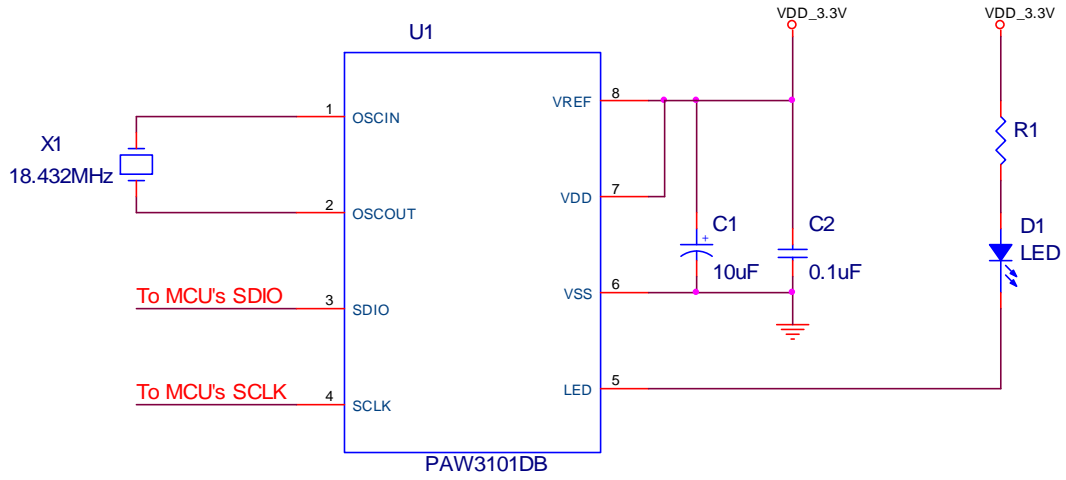 VDD_3.3V
VDD_3.3V
U1
1
OSCIN
VREF
8
X1
18.432MHz
R1
2
OSCOUT
VDD
7
C1
10uF
+
C2
0.1uF
D1
LED
To MCU's SDIO
3
SDIO
VSS
6
To MCU's SCLK
4
SCLK
LED
5
PAW3101DB